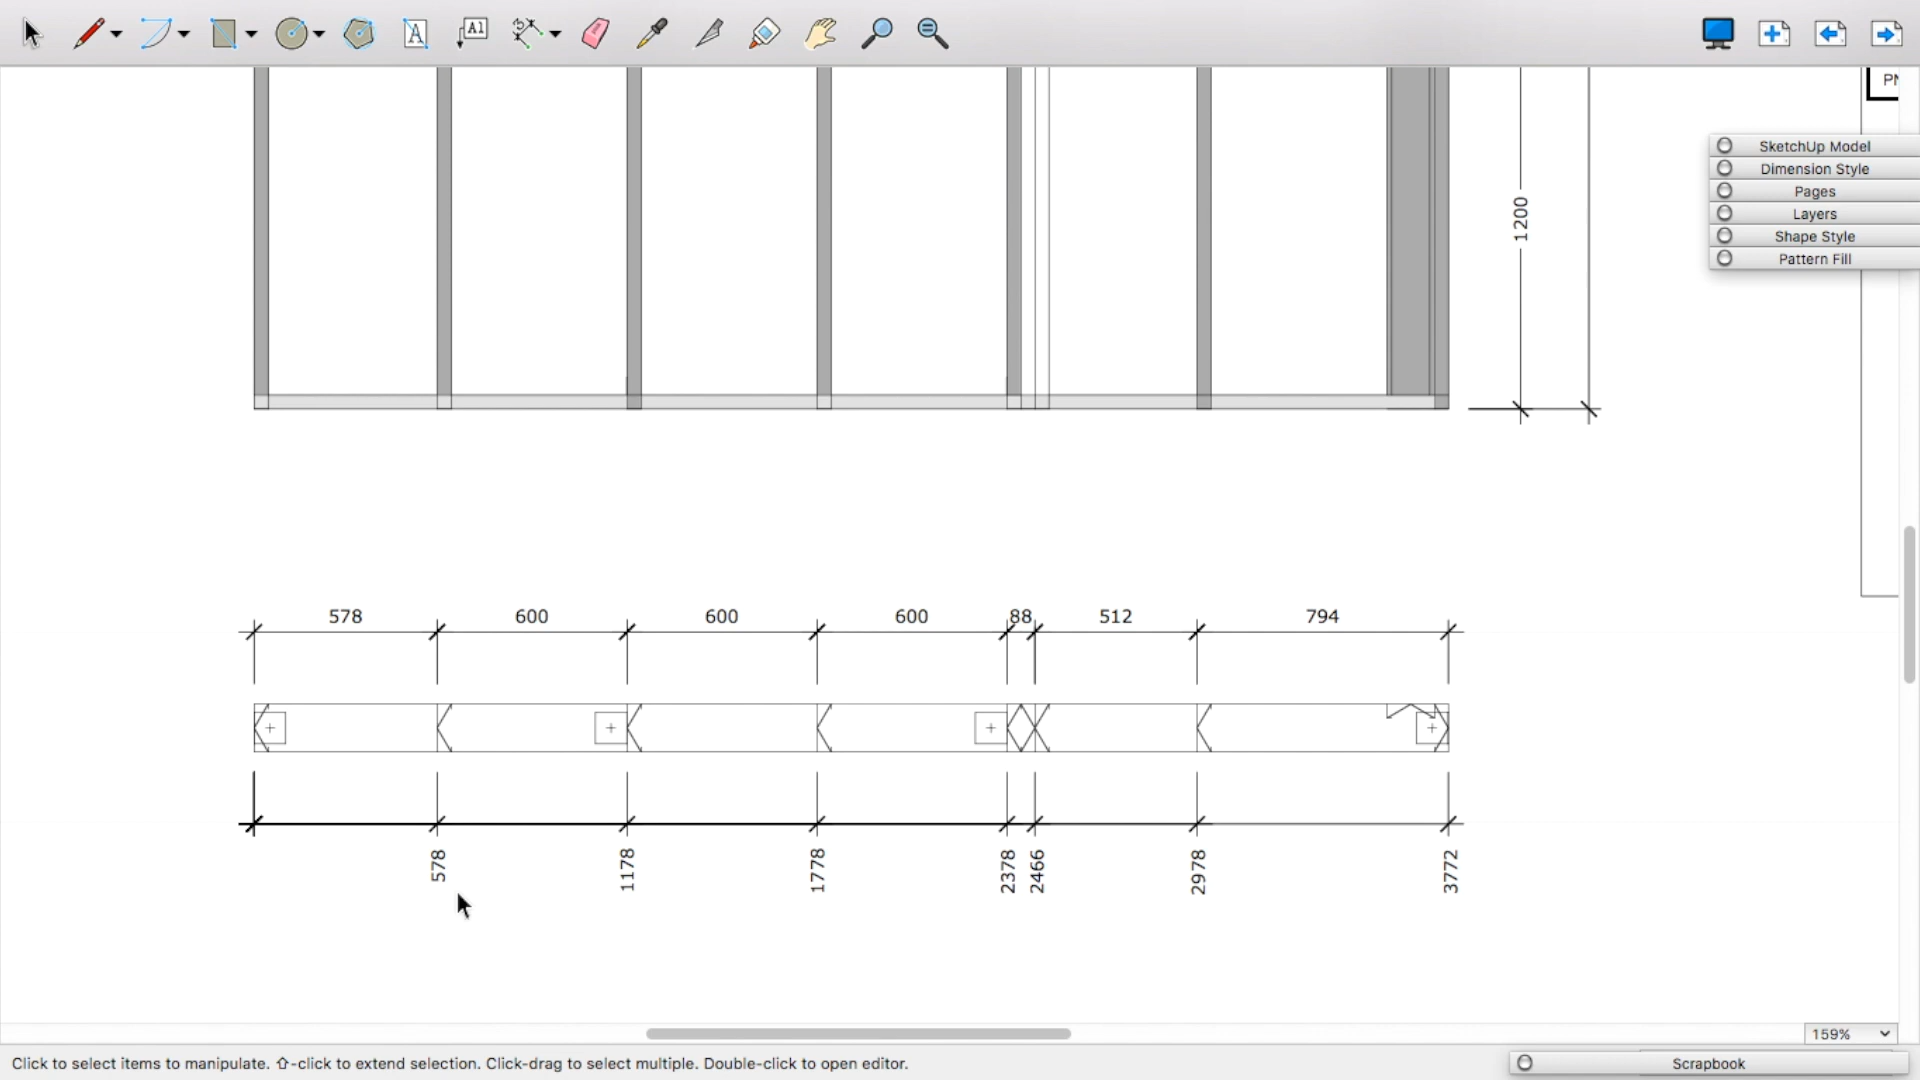 A
A1
PN
SketchUp Model
Dimension Style
Pages
Layers
Shape Style
Pattern Fill
1200
578 600 600 600 88 512 794
578 1178 1778 2378 2466 2978 3772
159%
Click to select items to manipulate. ⇧-click to extend selection. Click-drag to select multiple. Double-click to open editor.
Scrapbook